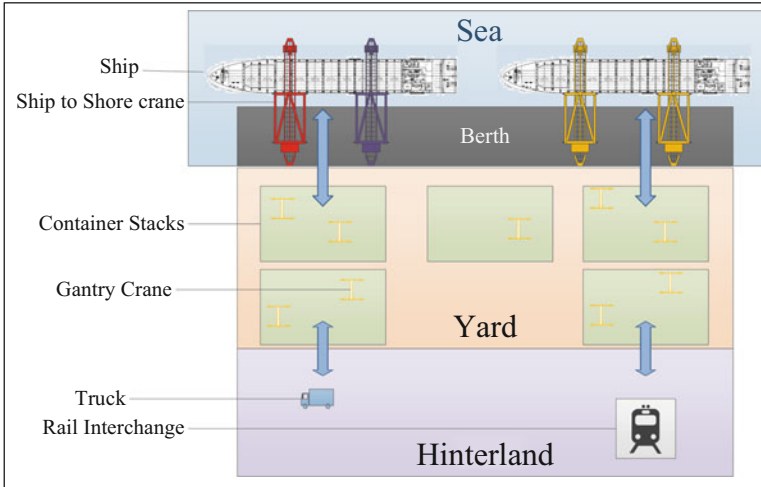 Sea
Ship
Ship to Shore crane
Berth
Container Stacks
Gantry Crane
Yard
Truck
Rail Interchange
Hinterland